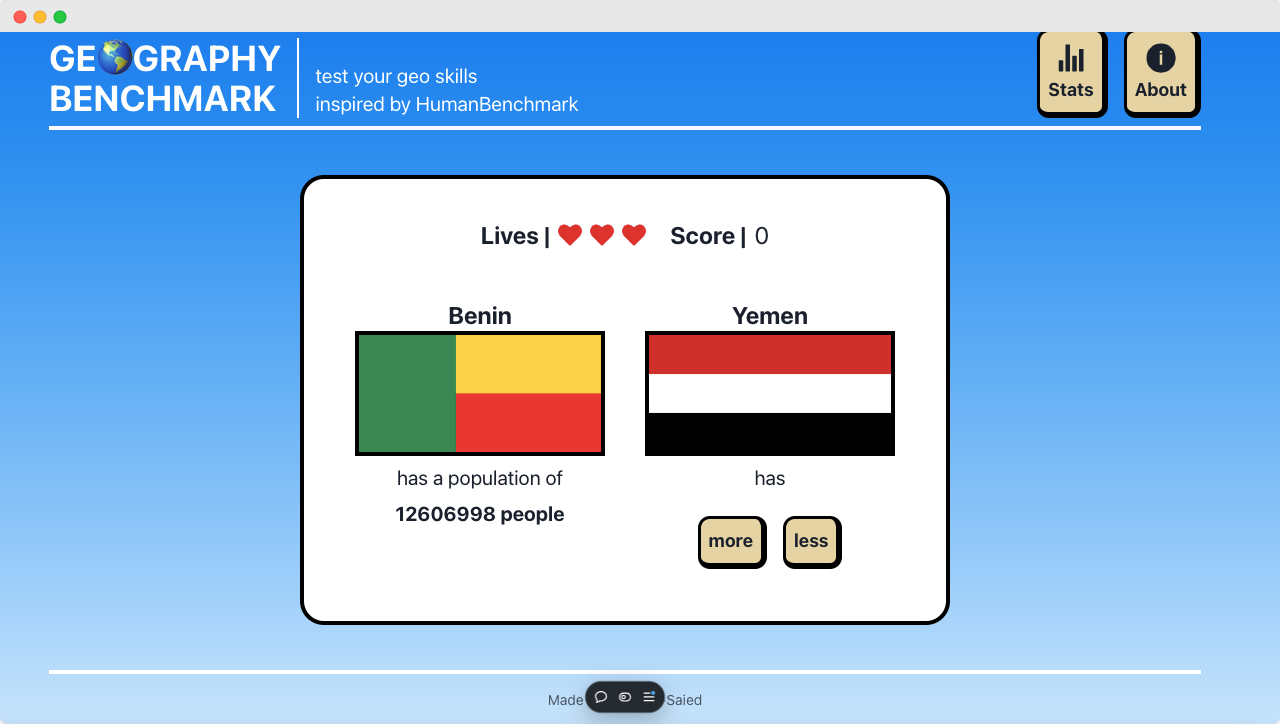 GE GRAPHY
BENCHMARK
test your geo skills
inspired by HumanBenchmark
Stats
About
Lives | Score | 0
Benin
Yemen
has a population of
12606998 people
has
more
less
Made
Saied